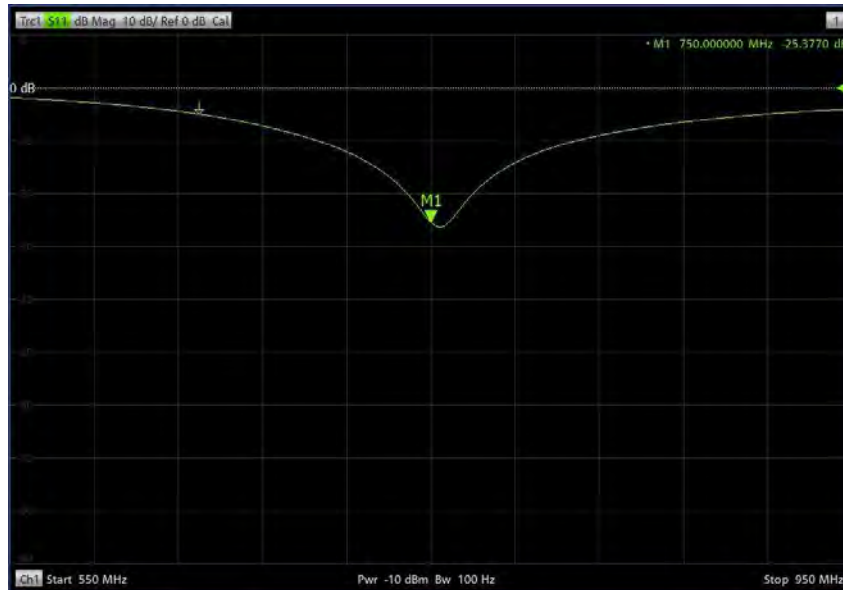 Trc1 S11 dB Mag 10 dB/ Ref 0 dB Cal
1
• M1 750.000000 MHz -25.3770 dB
0 dB
M1
Ch1 Start 550 MHz
Pwr -10 dBm Bw 100 Hz
Stop 950 MHz